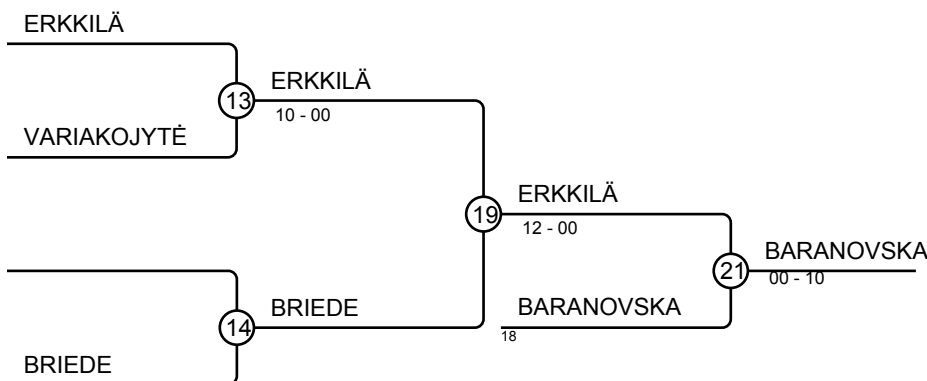 ERKKILÄ
13
ERKKILÄ
10 - 00
VARIAKOJYTĖ
19
ERKKILÄ
12 - 00
21
BARANOVSKA
00 - 10
BARANOVSKA
18
14
BRIEDE
BRIEDE